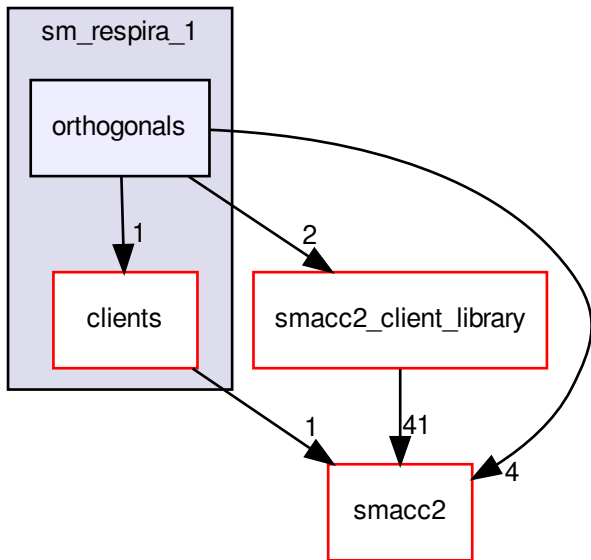 sm_respira_1
orthogonals
1
2
clients
smacc2_client_library
1
41
4
smacc2